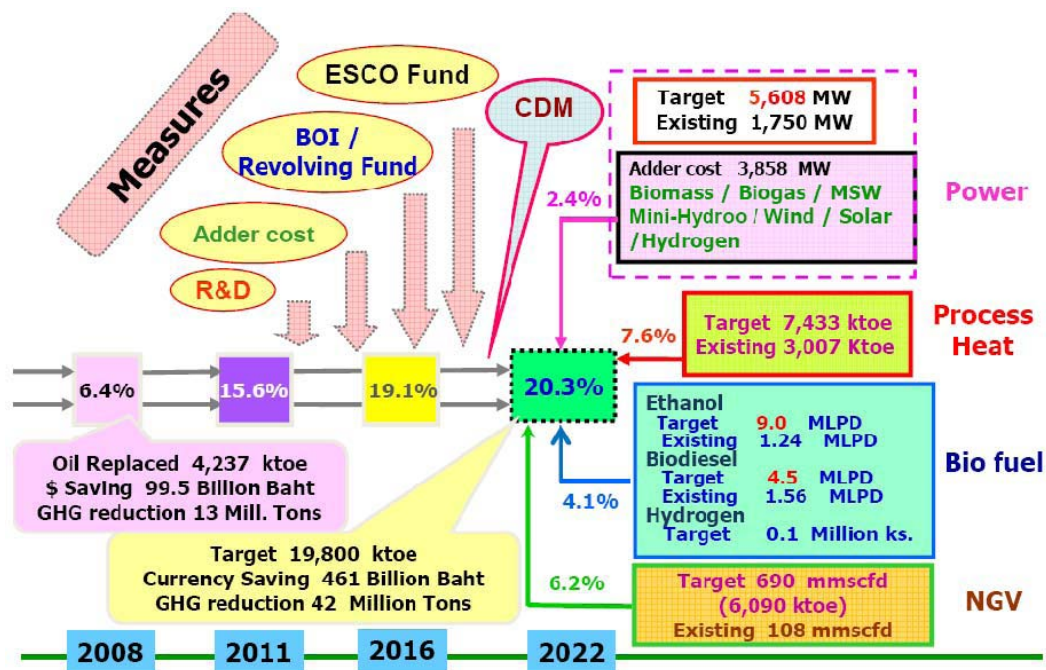 Measures
ESCO Fund
BOI /
Revolving Fund
Adder cost
R&D
CDM
Target 5,608 MW
Existing 1,750 MW
Adder cost 3,858 MW
Biomass / Biogas / MSW
Mini-Hydroo / Wind / Solar
/Hydrogen
Power
2.4%
Target 7,433 ktoe
Existing 3,007 Ktoe
Process
Heat
7.6%
6.4%
15.6%
19.1%
20.3%
Oil Replaced 4,237 ktoe
$ Saving 99.5 Billion Baht
GHG reduction 13 Mill. Tons
Target 19,800 ktoe
Currency Saving 461 Billion Baht
GHG reduction 42 Million Tons
Ethanol
Target 9.0 MLPD
Existing 1.24 MLPD
Biodiesel
Target 4.5 MLPD
Existing 1.56 MLPD
Hydrogen
Target 0.1 Million ks.
Bio fuel
4.1%
Target 690 mmscfd
(6,090 ktoe)
Existing 108 mmscfd
NGV
6.2%
2008
2011
2016
2022